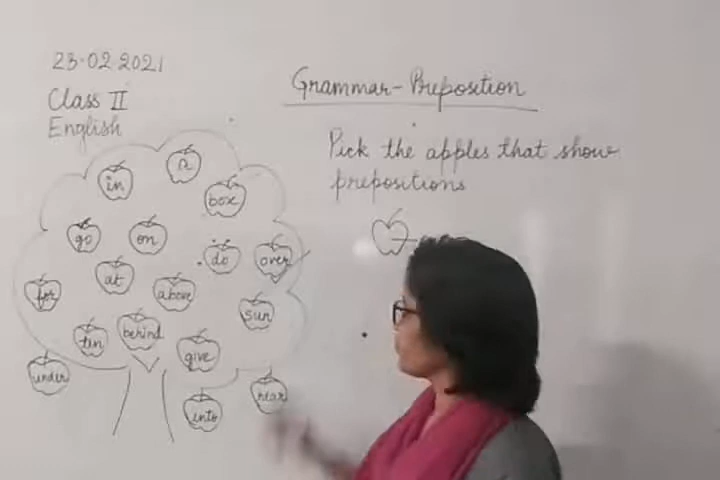 23.02.2021
Class II
English
Grammar-Preposition
Pick the apples that show
prepositions
in
a
box
go
on
do
over
for
at
above
sun
ten
behind
give
under
into
near